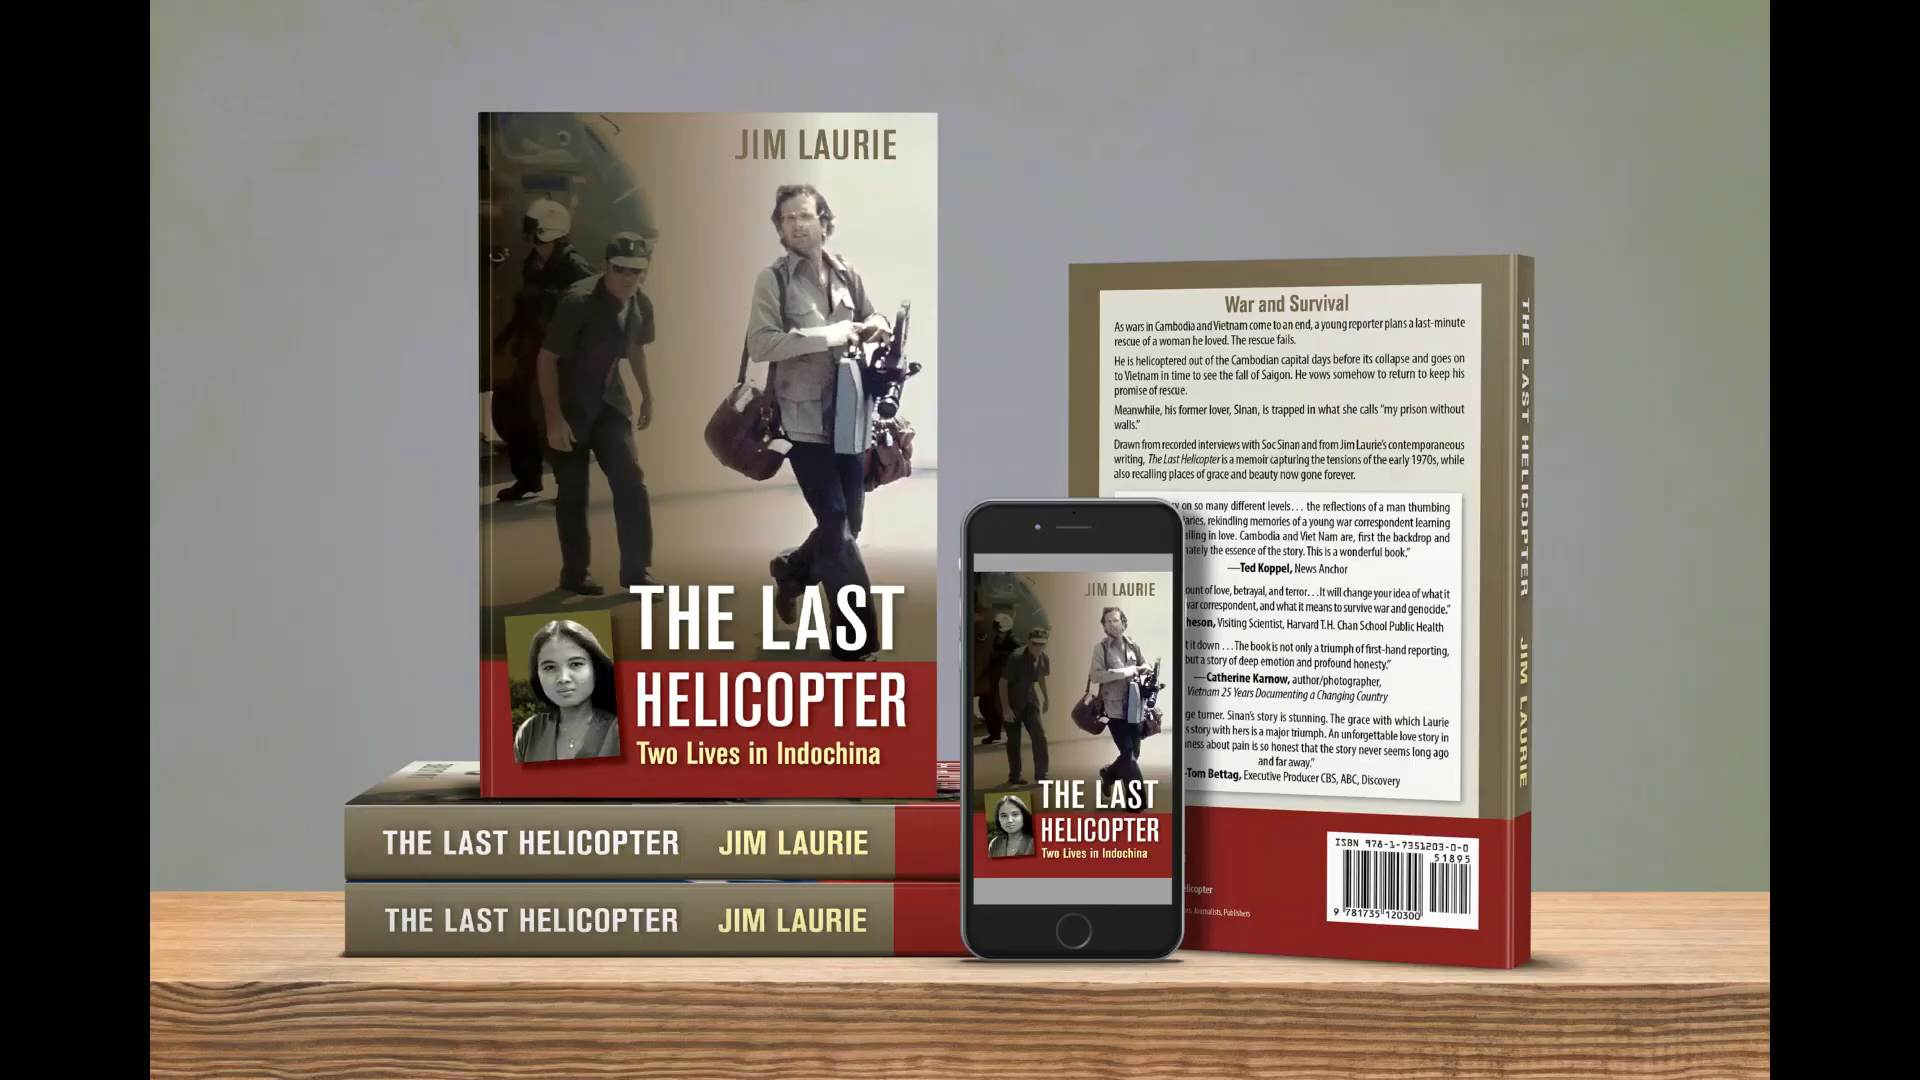 JIM LAURIE
THE LAST
HELICOPTER
Two Lives in Indochina
THE LAST HELICOPTER JIM LAURIE
THE LAST HELICOPTER JIM LAURIE
JIM LAURIE
THE LAST
HELICOPTER
Two Lives in Indochina
War and Survival
As wars in Cambodia and Vietnam come to an end, a young reporter plans a last-minute
rescue of a woman he loved. The rescue fails.
He is helicoptered out of the Cambodian capital days before its collapse and goes on
to Vietnam in time to see the fall of Saigon. He vows somehow to return to keep his
promise of rescue.
Meanwhile, his former lover, Sinan, is trapped in what she calls “my prison without
walls.”
Drawn from recorded interviews with Soc Sinan and from Jim Laurie’s contemporaneous
writing, The Last Helicopter is a memoir capturing the tensions of the early 1970s, while
also recalling places of grace and beauty now gone forever.
on so many different levels… the reflections of a man thumbing
rekindling memories of a young war correspondent learning
in love. Cambodia and Viet Nam are, first the backdrop and
the essence of the story. This is a wonderful book.”
—Ted Koppel, News Anchor
of love, betrayal, and terror…It will change your idea of what it
correspondent, and what it means to survive war and genocide.”
Visiting Scientist, Harvard T.H. Chan School Public Health
it down …The book is not only a triumph of first-hand reporting,
but a story of deep emotion and profound honesty.”
—Catherine Karnow, author/photographer,
Vietnam 25 Years Documenting a Changing Country
turner. Sinan’s story is stunning. The grace with which Laurie
story with hers is a major triumph. An unforgettable love story in
about pain is so honest that the story never seems long ago
and far away.”
Tom Bettag, Executive Producer CBS, ABC, Discovery
Journalists, Publishers
ISBN 978-1-7351203-0-0
51895
9 781735 120300
THE LAST HELICOPTER JIM LAURIE